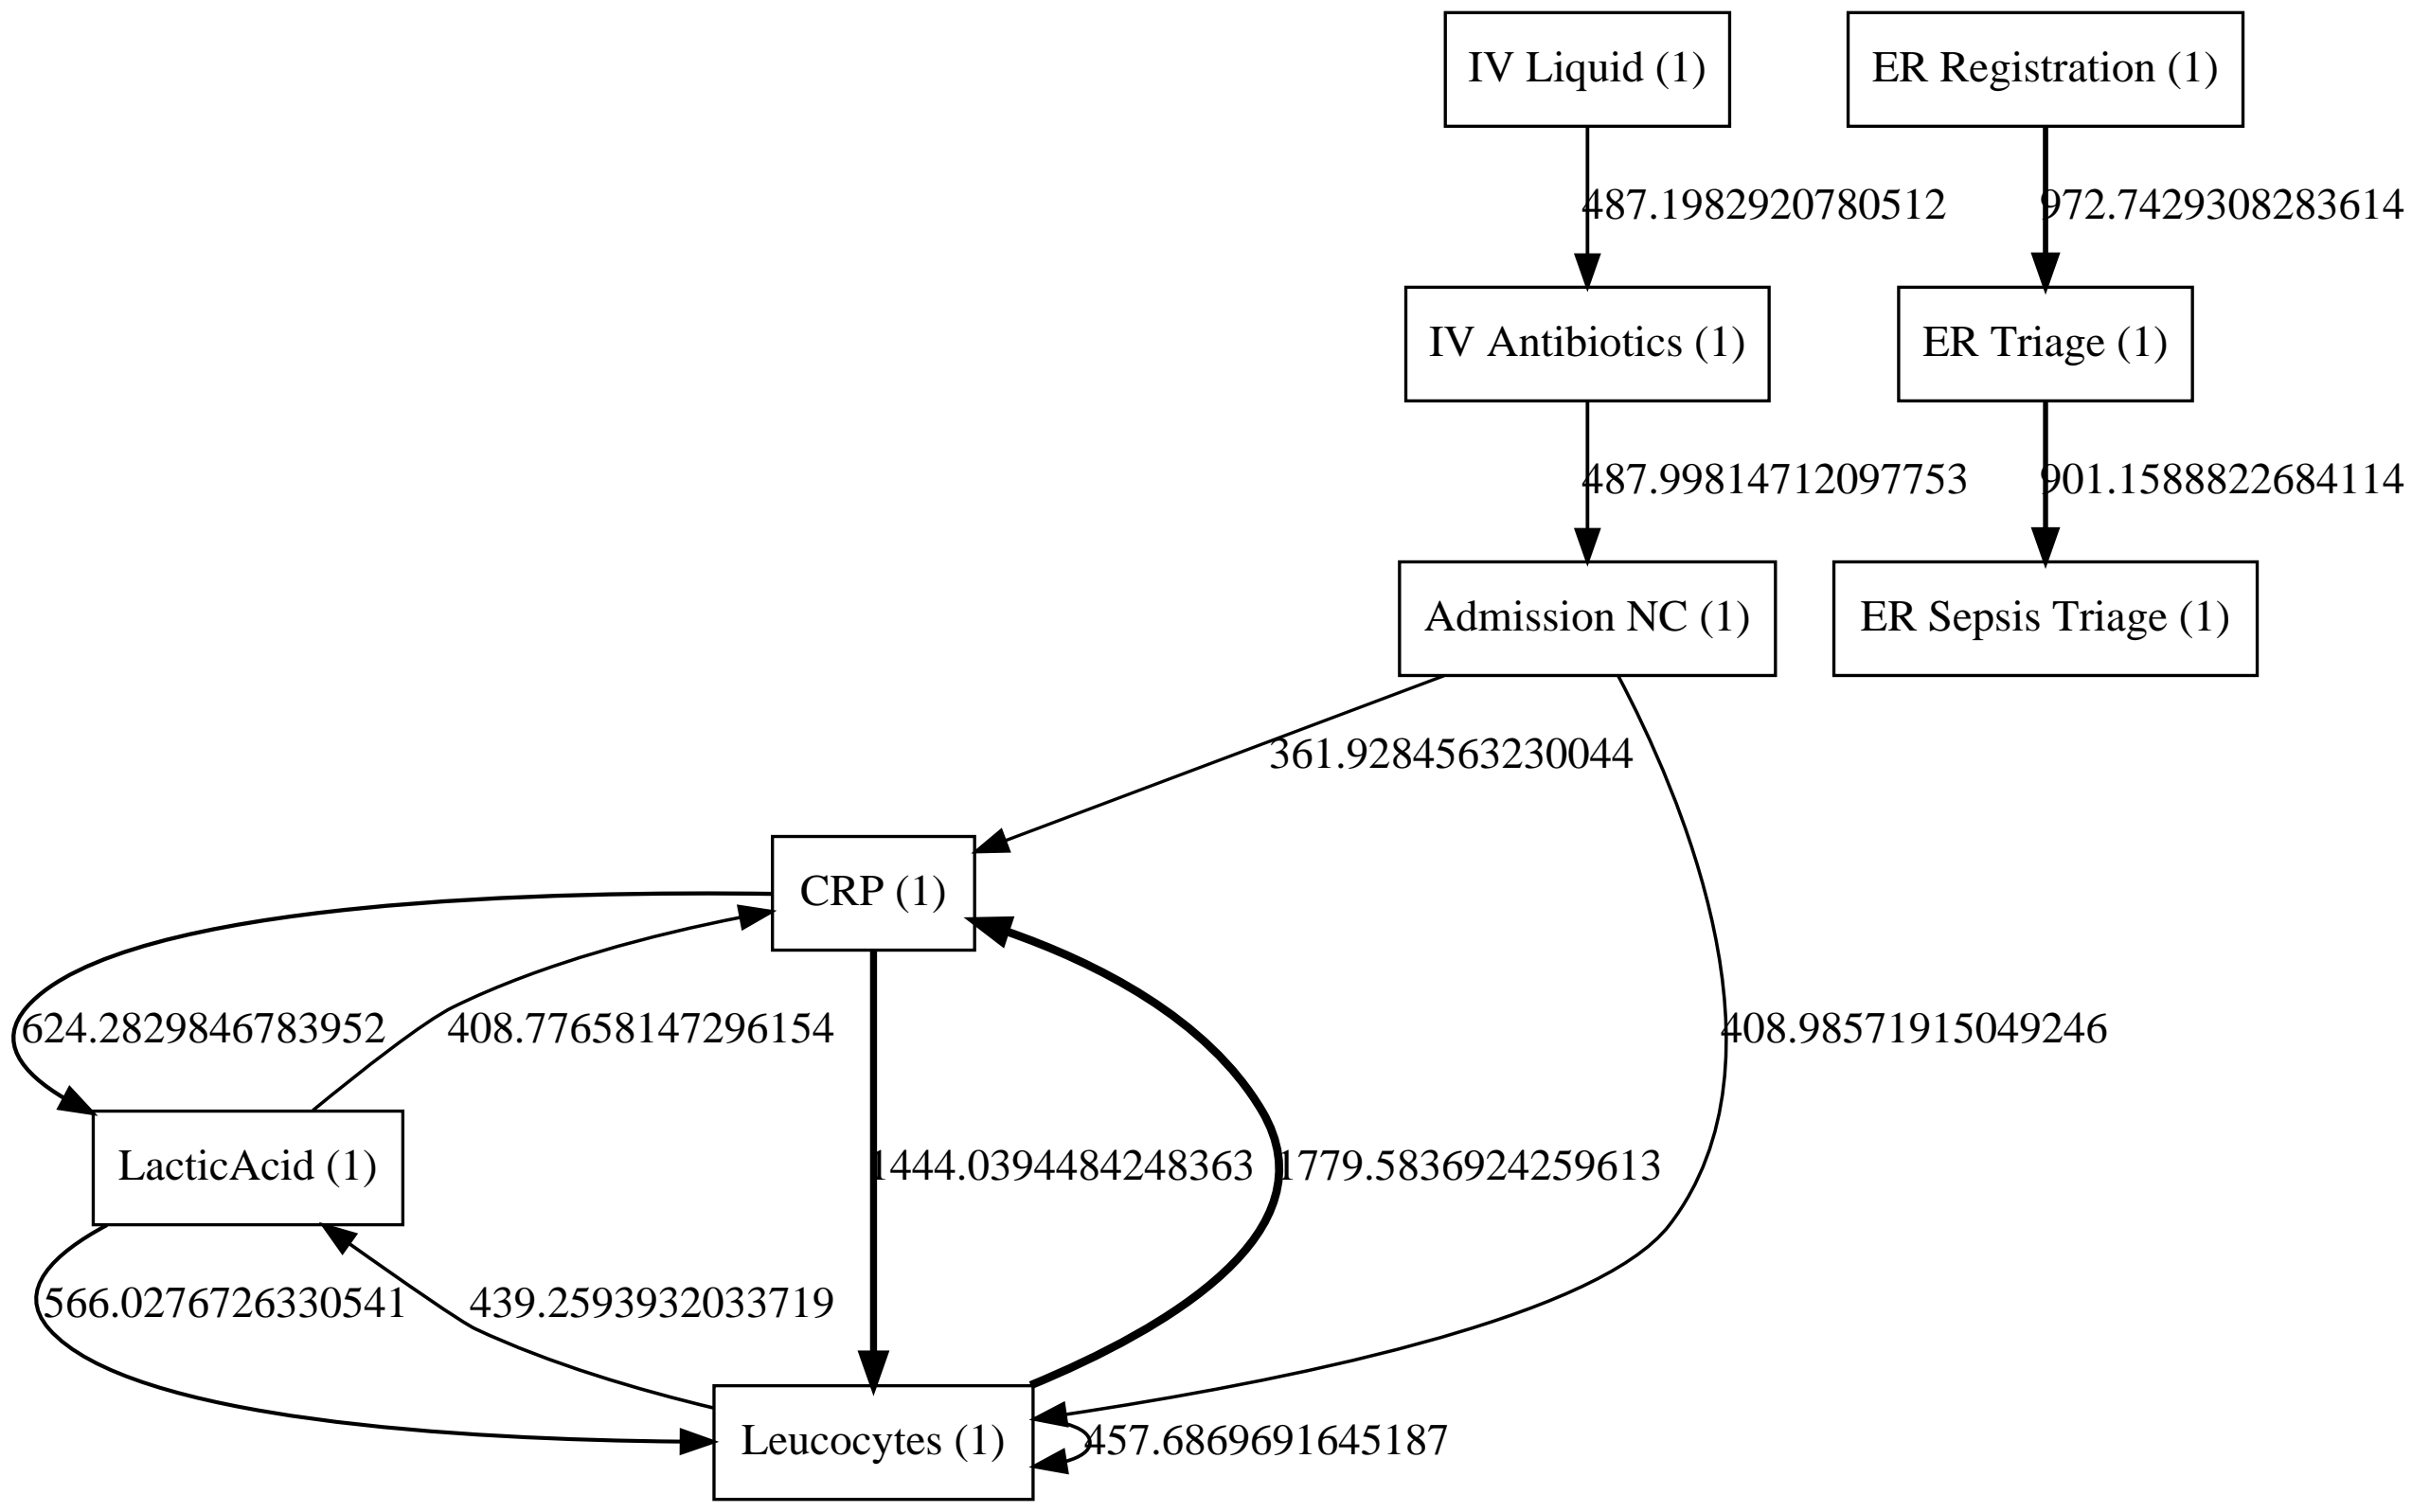 IV Liquid (1)
ER Registration (1)
487.1982920780512
972.7429308283614
IV Antibiotics (1)
ER Triage (1)
487.99814712097753
901.1588822684114
Admission NC (1)
ER Sepsis Triage (1)
361.9284563230044
CRP (1)
624.2829846783952
408.77658147296154
408.98571915049246
LacticAcid (1)
1444.0394484248363
1779.5836924259613
566.0276726330541
439.2593932033719
Leucocytes (1)
457.6869691645187